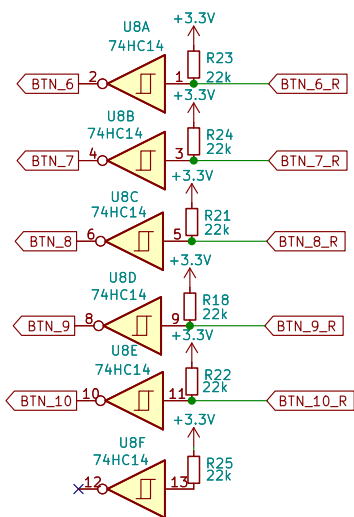 U8A
74HC14
+3.3V
R23
22k
BTN_6
2
1
BTN_6_R
U8B
74HC14
+3.3V
R24
22k
BTN_7
4
3
BTN_7_R
U8C
74HC14
+3.3V
R21
22k
BTN_8
6
5
BTN_8_R
U8D
74HC14
+3.3V
R18
22k
BTN_9
8
9
BTN_9_R
U8E
74HC14
+3.3V
R22
22k
BTN_10
10
11
BTN_10_R
U8F
74HC14
+3.3V
R25
22k
12
13